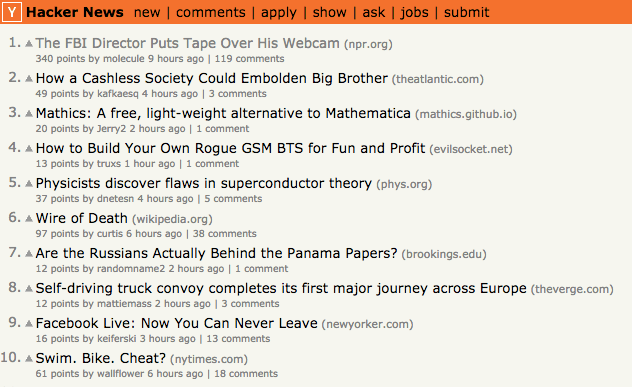 Y Hacker News new | comments | apply | show | ask | jobs | submit
1. The FBI Director Puts Tape Over His Webcam (npr.org)
340 points by molecule 9 hours ago | 119 comments
2. How a Cashless Society Could Embolden Big Brother (theatlantic.com)
49 points by kafkaesq 4 hours ago | 3 comments
3. Mathics: A free, light-weight alternative to Mathematica (mathics.github.io)
20 points by Jerry2 2 hours ago | 1 comment
4. How to Build Your Own Rogue GSM BTS for Fun and Profit (evilsocket.net)
13 points by truxs 1 hour ago | 1 comment
5. Physicists discover flaws in superconductor theory (phys.org)
37 points by dnetesn 4 hours ago | 5 comments
6. Wire of Death (wikipedia.org)
97 points by curtis 6 hours ago | 38 comments
7. Are the Russians Actually Behind the Panama Papers? (brookings.edu)
12 points by randomname2 2 hours ago | 1 comment
8. Self-driving truck convoy completes its first major journey across Europe (theverge.com)
12 points by mattiemass 2 hours ago | 3 comments
9. Facebook Live: Now You Can Never Leave (newyorker.com)
16 points by keiferski 3 hours ago | 13 comments
10. Swim. Bike. Cheat? (nytimes.com)
61 points by wallflower 6 hours ago | 18 comments